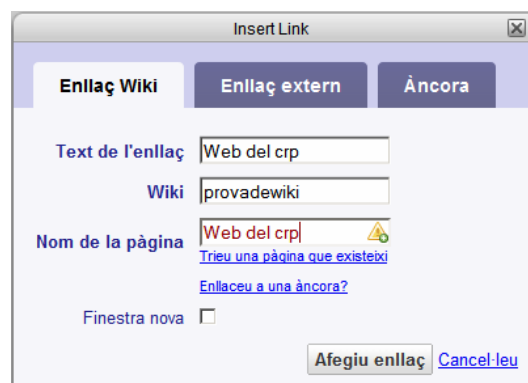 Insert Link
Enllaç Wiki Enllaç extern Àncora
Text de l'enllaç Web del crp
Wiki provadewiki
Nom de la pàgina Web del crp
Trieu una pàgina que existeixi
Enllaceu a una àncora?
Finestra nova
Afegiu enllaç Cancel·leu